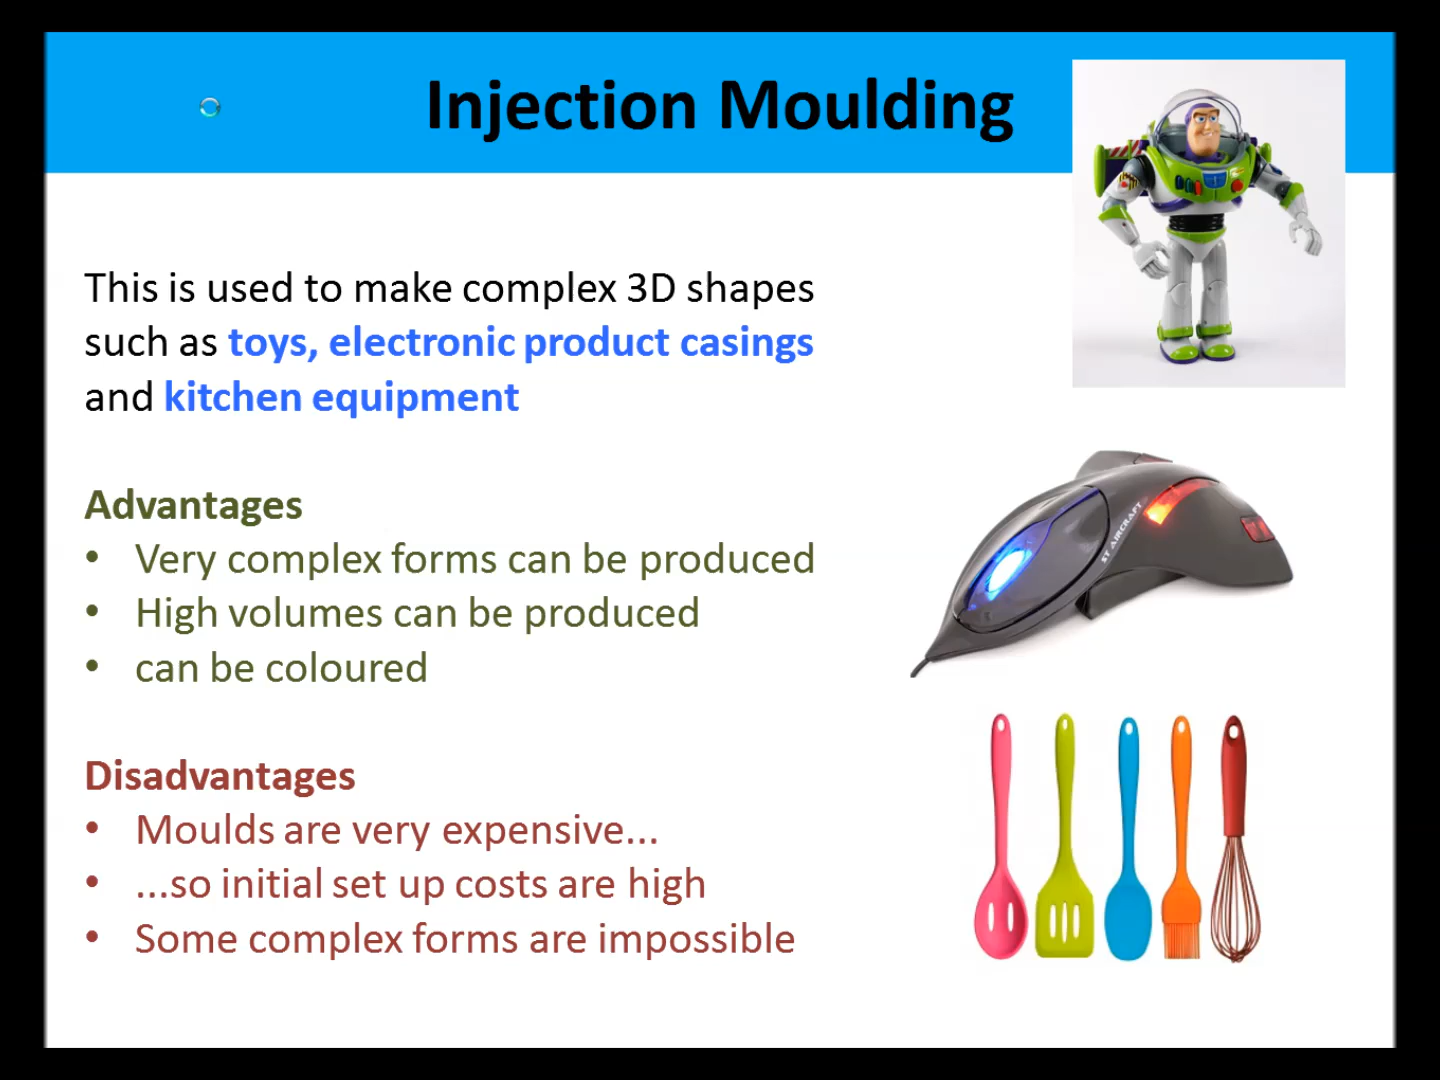 Injection Moulding
This is used to make complex 3D shapes
such as toys, electronic product casings
and kitchen equipment
Advantages
• Very complex forms can be produced
• High volumes can be produced
• can be coloured
Disadvantages
• Moulds are very expensive...
• ...so initial set up costs are high
• Some complex forms are impossible
XT AIRCRAFT